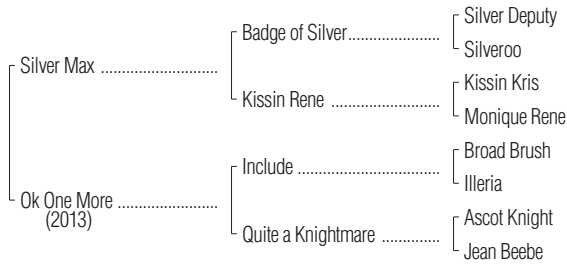 Silver Deputy
Badge of Silver
Silveroo
Silver Max
Kissin Kris
Kissin Rene
Monique Rene
Broad Brush
Include
Illeria
Ok One More
(2013)
Ascot Knight
Quite a Knightmare
Jean Beebe